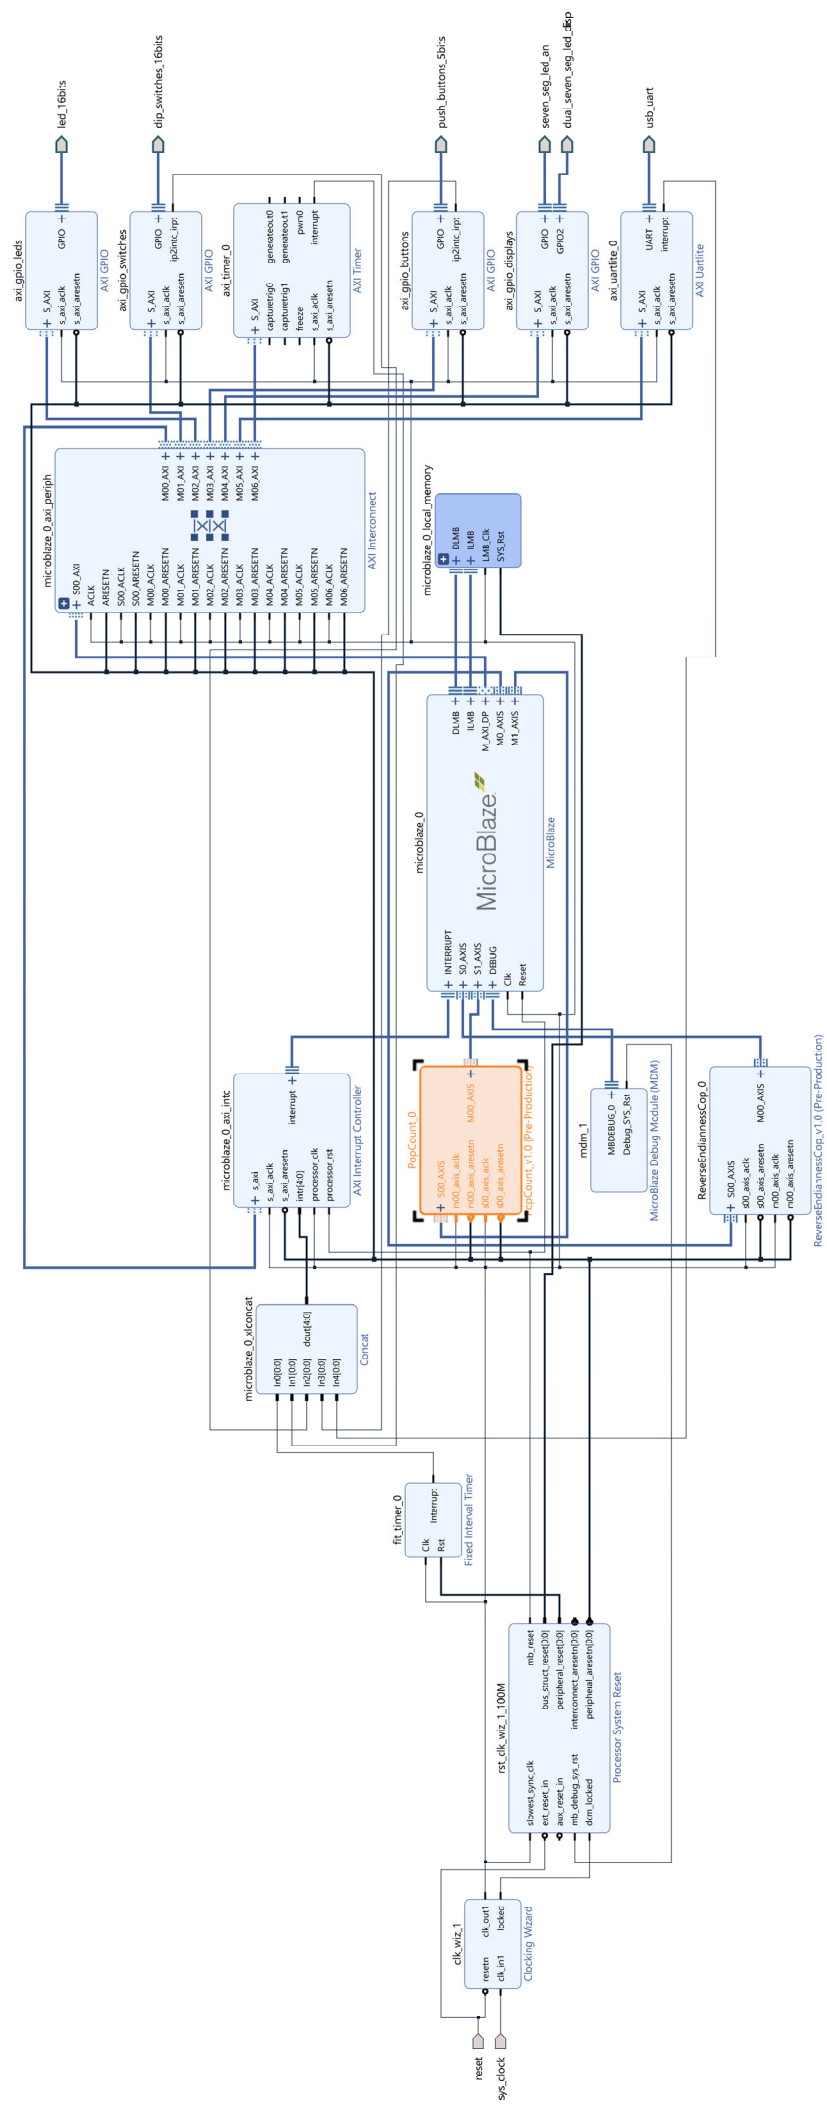 reset
sys_clock
clk_wiz_1
resetn
clk_in1
clk_out1
locked
Clocking Wizard
rst_clk_wiz_1_100M
slowest_sync_clk
ext_reset_in
aux_reset_in
mb_debug_sys_rst
dcm_locked
mb_reset
bus_struct_reset[0:0]
peripheral_reset[0:0]
interconnect_aresetn[0:0]
peripheral_aresetn[0:0]
Processor System Reset
fit_timer_0
Clk
Rst
Interrupt
Fixed Interval Timer
microblaze_0_xlconcat
In0[0:0]
In1[0:0]
In2[0:0]
In3[0:0]
In4[0:0]
dout[4:0]
Concat
microblaze_0_axi_intc
s_axi
s_axi_aclk
s_axi_aresetn
intr[4:0]
processor_clk
processor_rst
interrupt
AXI Interrupt Controller
PopCount_0
S00_AXIS
m00_axis_aclk
m00_axis_aresetn
s00_axis_aclk
s00_axis_aresetn
M00_AXIS
PopCount_v1.0 (Pre-Production)
mdm_1
MBDEBUG_0
Debug_SYS_Rst
MicroBlaze Debug Module (MDM)
ReverseEndiannessCop_0
S00_AXIS
s00_axis_aclk
s00_axis_aresetn
m00_axis_aclk
m00_axis_aresetn
M00_AXIS
ReverseEndiannessCop_v1.0 (Pre-Production)
microblaze_0
INTERRUPT
S0_AXIS
S1_AXIS
DEBUG
Clk
Reset
MicroBlaze
DLMB
ILMB
M_AXI_DP
M0_AXIS
M1_AXIS
MicroBlaze
microblaze_0_axi_periph
S00_AXI
ACLK
ARESETN
S00_ACLK
S00_ARESETN
M00_ACLK
M00_ARESETN
M01_ACLK
M01_ARESETN
M02_ACLK
M02_ARESETN
M03_ACLK
M03_ARESETN
M04_ACLK
M04_ARESETN
M05_ACLK
M05_ARESETN
M06_ACLK
M06_ARESETN
M00_AXI
M01_AXI
M02_AXI
M03_AXI
M04_AXI
M05_AXI
M06_AXI
AXI Interconnect
microblaze_0_local_memory
DLMB
ILMB
LMB_Clk
SYS_Rst
axi_gpio_leds
S_AXI
s_axi_aclk
s_axi_aresetn
GPIO
AXI GPIO
led_16bits
axi_gpio_switches
S_AXI
s_axi_aclk
s_axi_aresetn
GPIO
ip2intc_irpt
AXI GPIO
dip_switches_16bits
axi_timer_0
S_AXI
capturetrig0
capturetrig1
freeze
s_axi_aclk
s_axi_aresetn
generateout0
generateout1
pwm0
interrupt
AXI Timer
axi_gpio_buttons
S_AXI
s_axi_aclk
s_axi_aresetn
GPIO
ip2intc_irpt
AXI GPIO
push_buttons_5bits
axi_gpio_displays
S_AXI
s_axi_aclk
s_axi_aresetn
GPIO
GPIO2
AXI GPIO
seven_seg_led_an
dual_seven_seg_led_disp
axi_uartlite_0
S_AXI
s_axi_aclk
s_axi_aresetn
UART
interrupt
AXI Uartlite
usb_uart